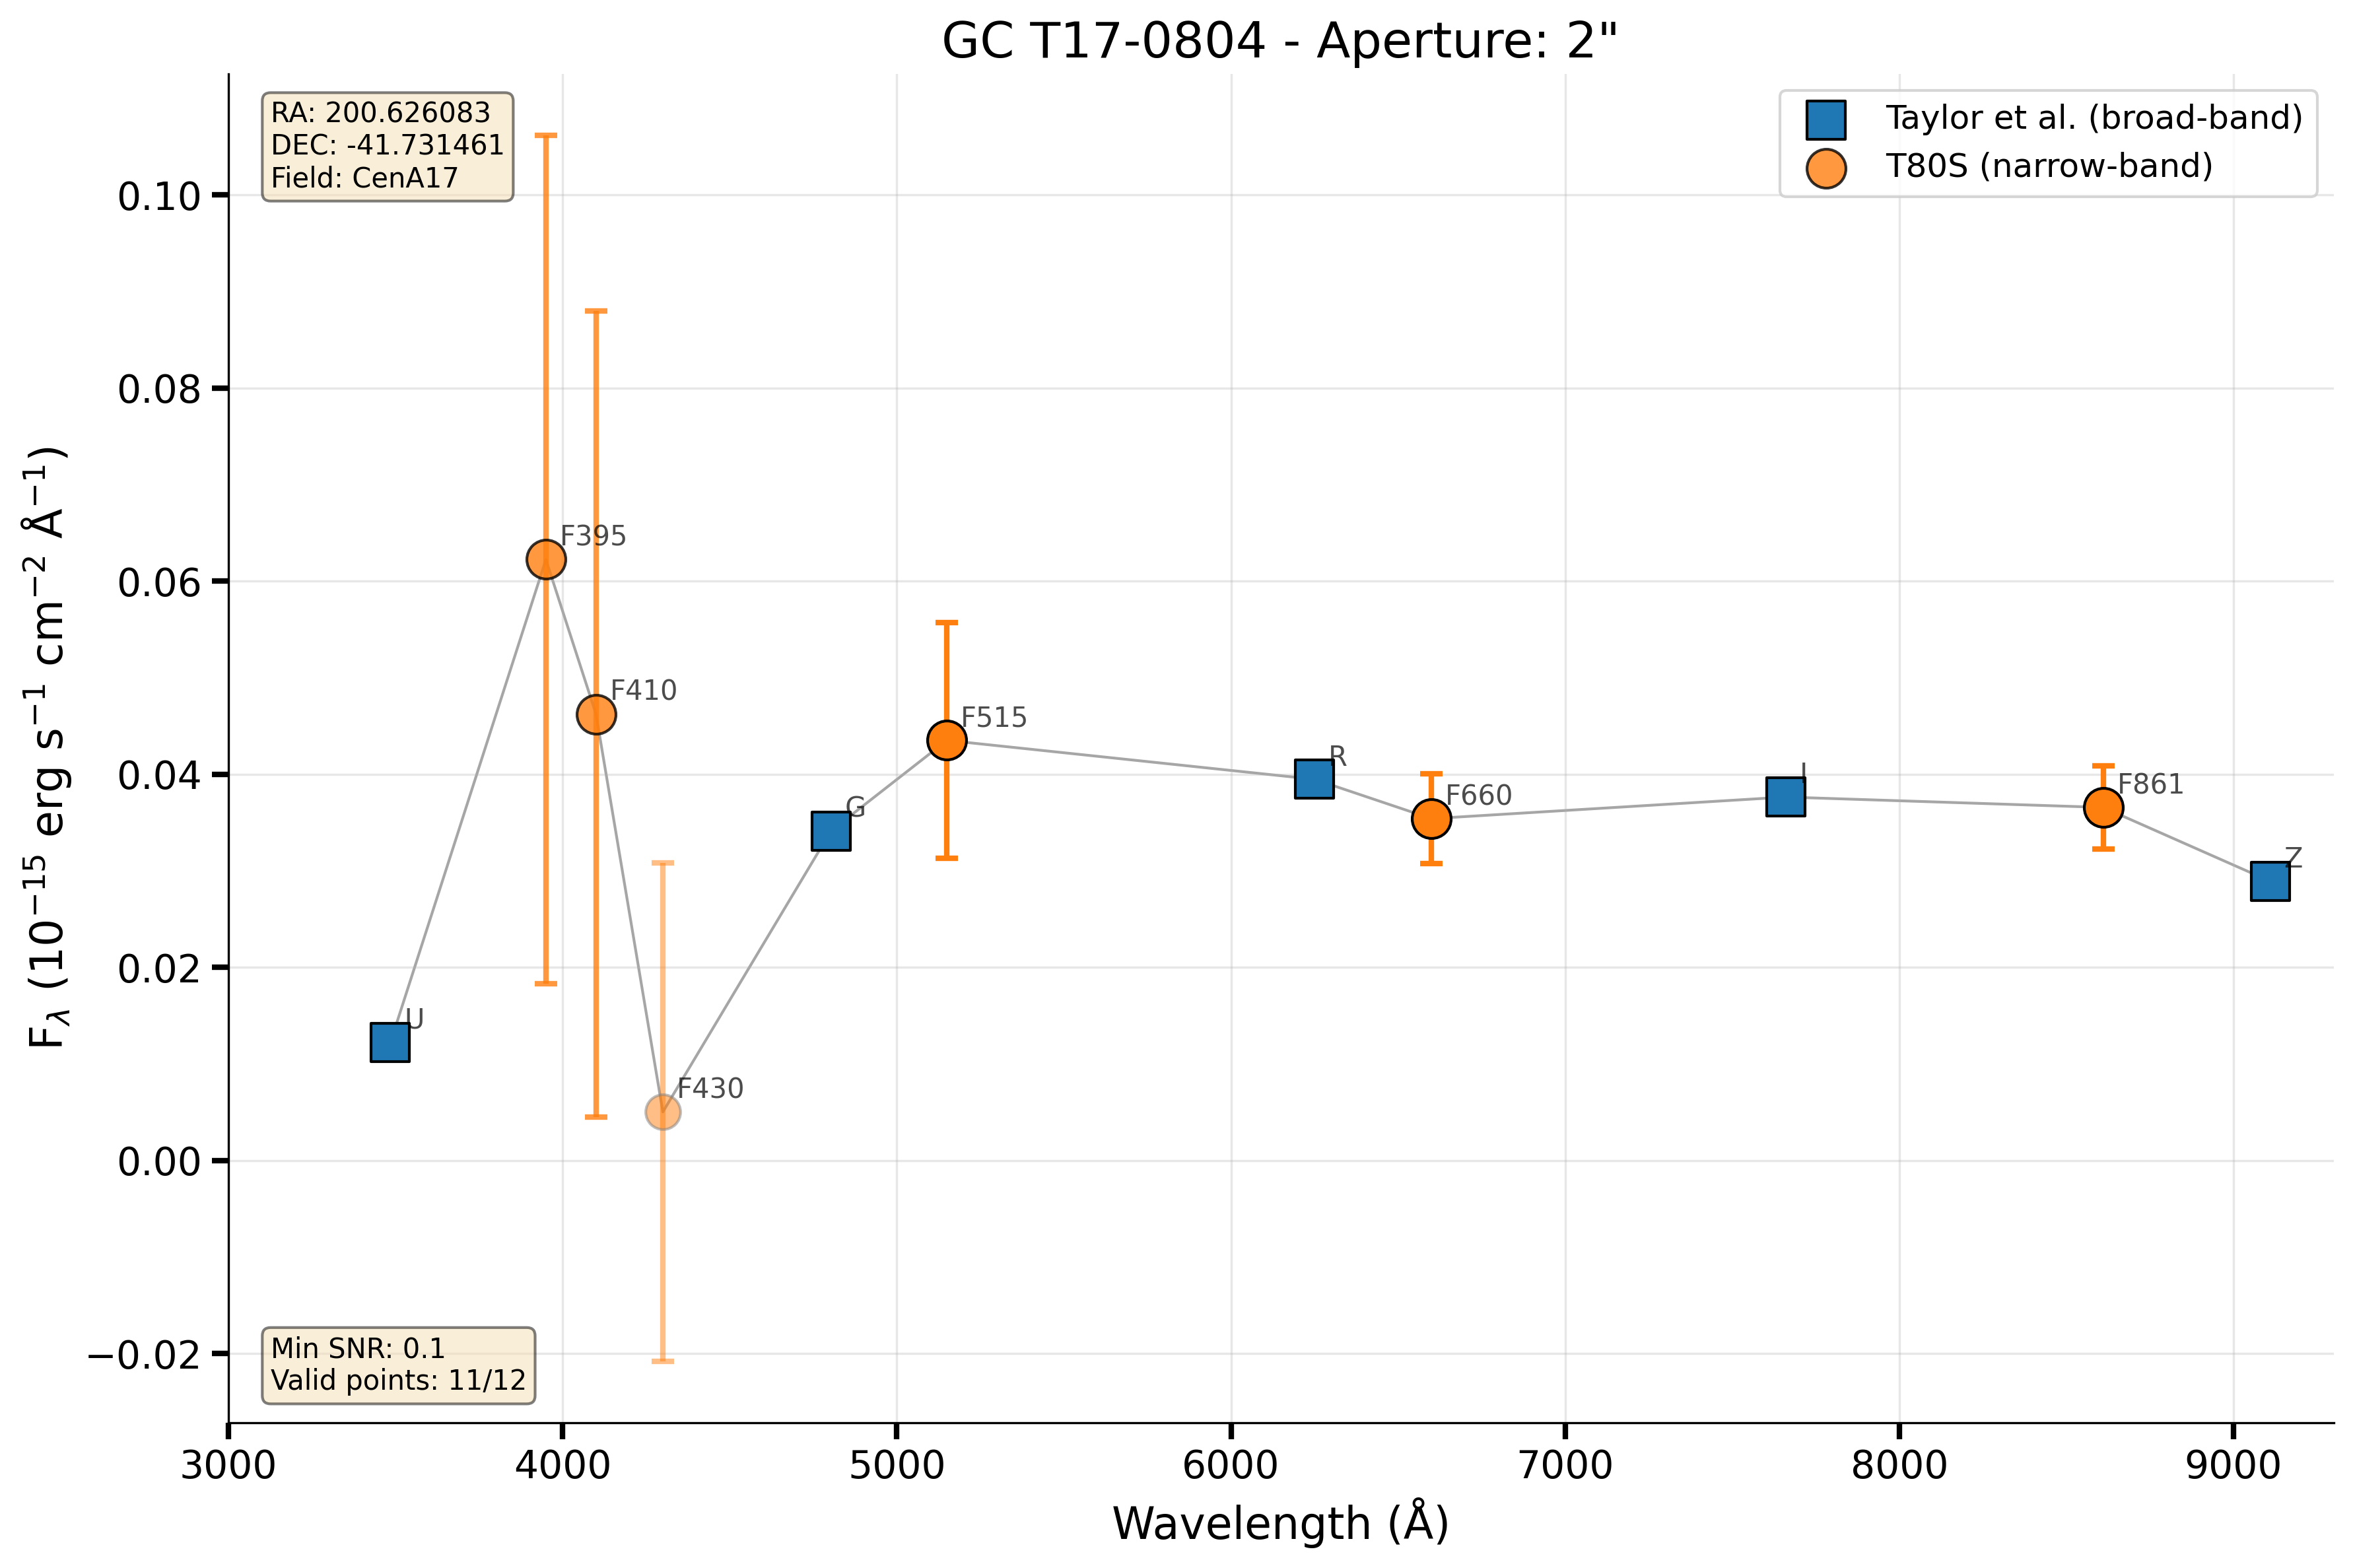 GC T17-0804 - Aperture: 2"
RA: 200.626083
DEC: -41.731461
Field: CenA17
Taylor et al. (broad-band)
T80S (narrow-band)
0.10
0.08
0.06
0.04
0.02
0.00
−0.02
F_λ (10⁻¹⁵ erg s⁻¹ cm⁻² Å⁻¹)
U
F395
F410
F430
G
F515
R
F660
I
F861
Z
Min SNR: 0.1
Valid points: 11/12
3000 4000 5000 6000 7000 8000 9000
Wavelength (Å)